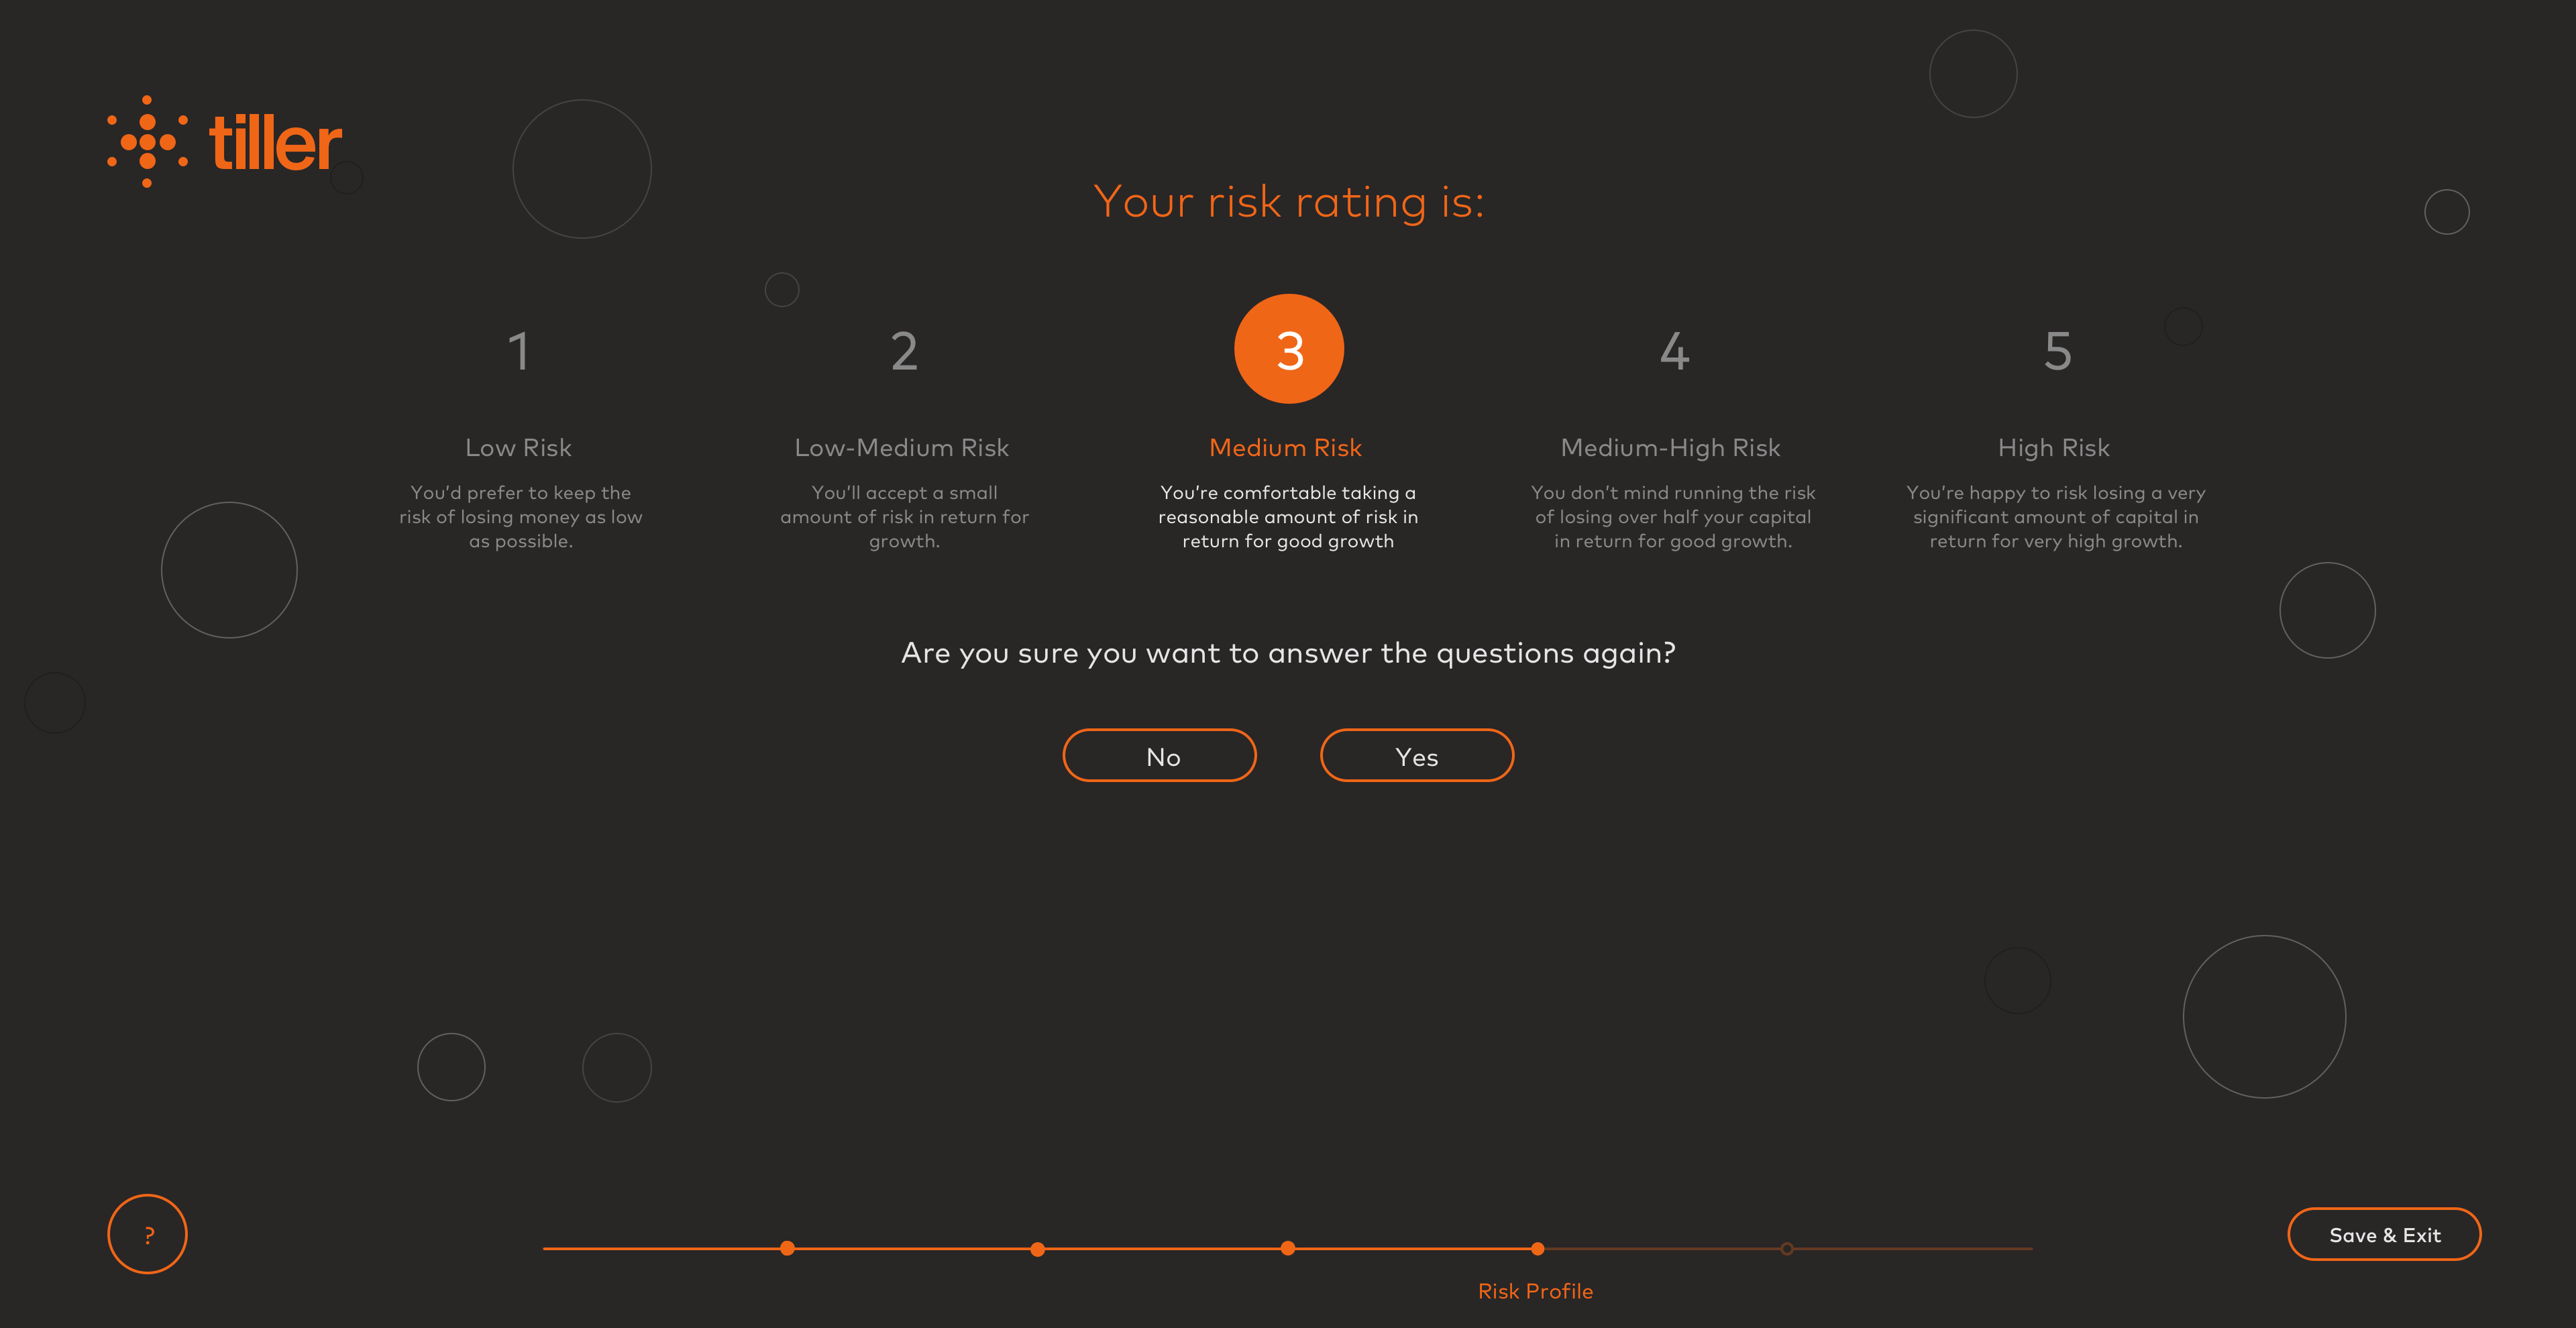 tiller
Your risk rating is:
1
2
3
4
5
Low Risk
Low-Medium Risk
Medium Risk
Medium-High Risk
High Risk
You’d prefer to keep the
risk of losing money as low
as possible.
You’ll accept a small
amount of risk in return for
growth.
You’re comfortable taking a
reasonable amount of risk in
return for good growth
You don’t mind running the risk
of losing over half your capital
in return for good growth.
You’re happy to risk losing a very
significant amount of capital in
return for very high growth.
Are you sure you want to answer the questions again?
No
Yes
?
Save & Exit
Risk Profile